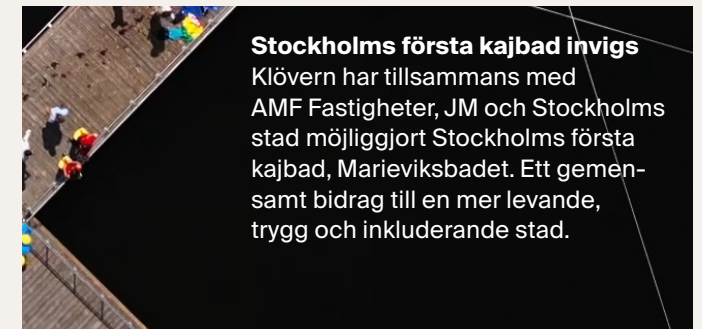 Stockholms första kajbad invigs
Klövern har tillsammans med
AMF Fastigheter, JM och Stockholms
stad möjliggjort Stockholms första
kajbad, Marieviksbadet. Ett gemen-
samt bidrag till en mer levande,
trygg och inkluderande stad.